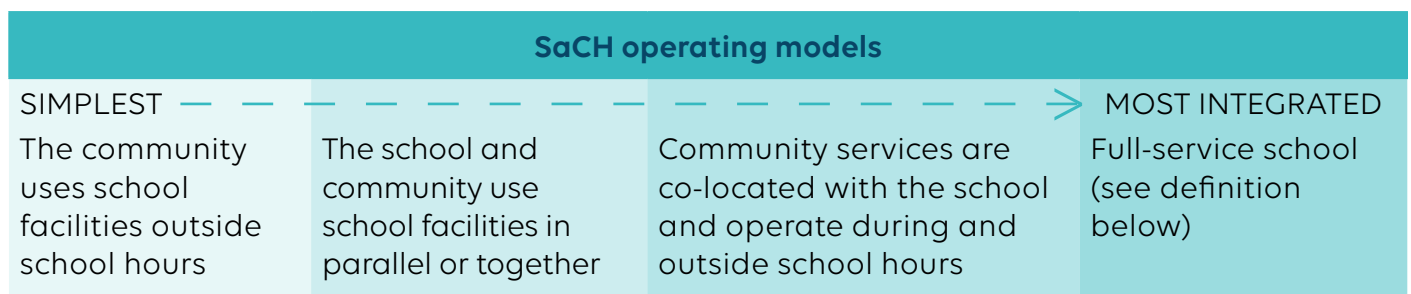 SaCH operating models
SIMPLEST
MOST INTEGRATED
The community
uses school
facilities outside
school hours
The school and
community use
school facilities in
parallel or together
Community services are
co-located with the school
and operate during and
outside school hours
Full-service school
(see definition
below)